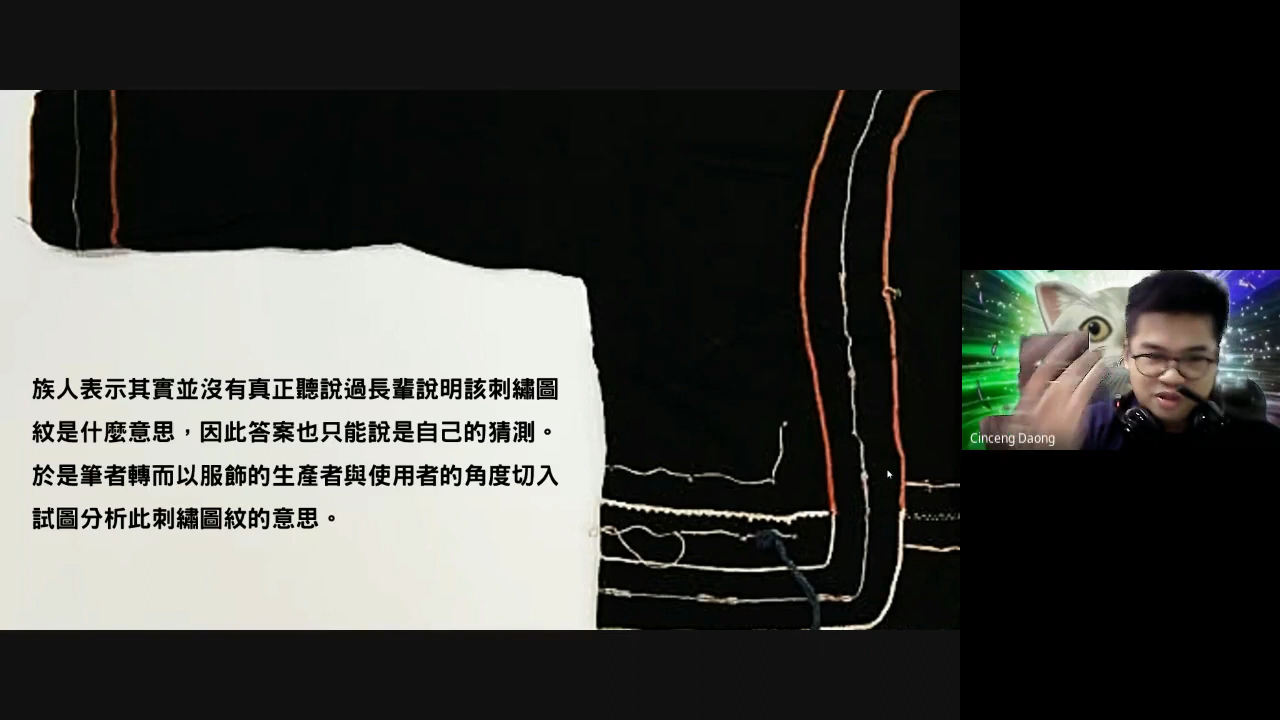 族人表示其實並沒有真正聽說過長輩說明該刺繡圖
紋是什麼意思，因此答案也只能說是自己的猜測。
於是筆者轉而以服飾的生產者與使用者的角度切入
試圖分析此刺繡圖紋的意思。
Cinceng Daong